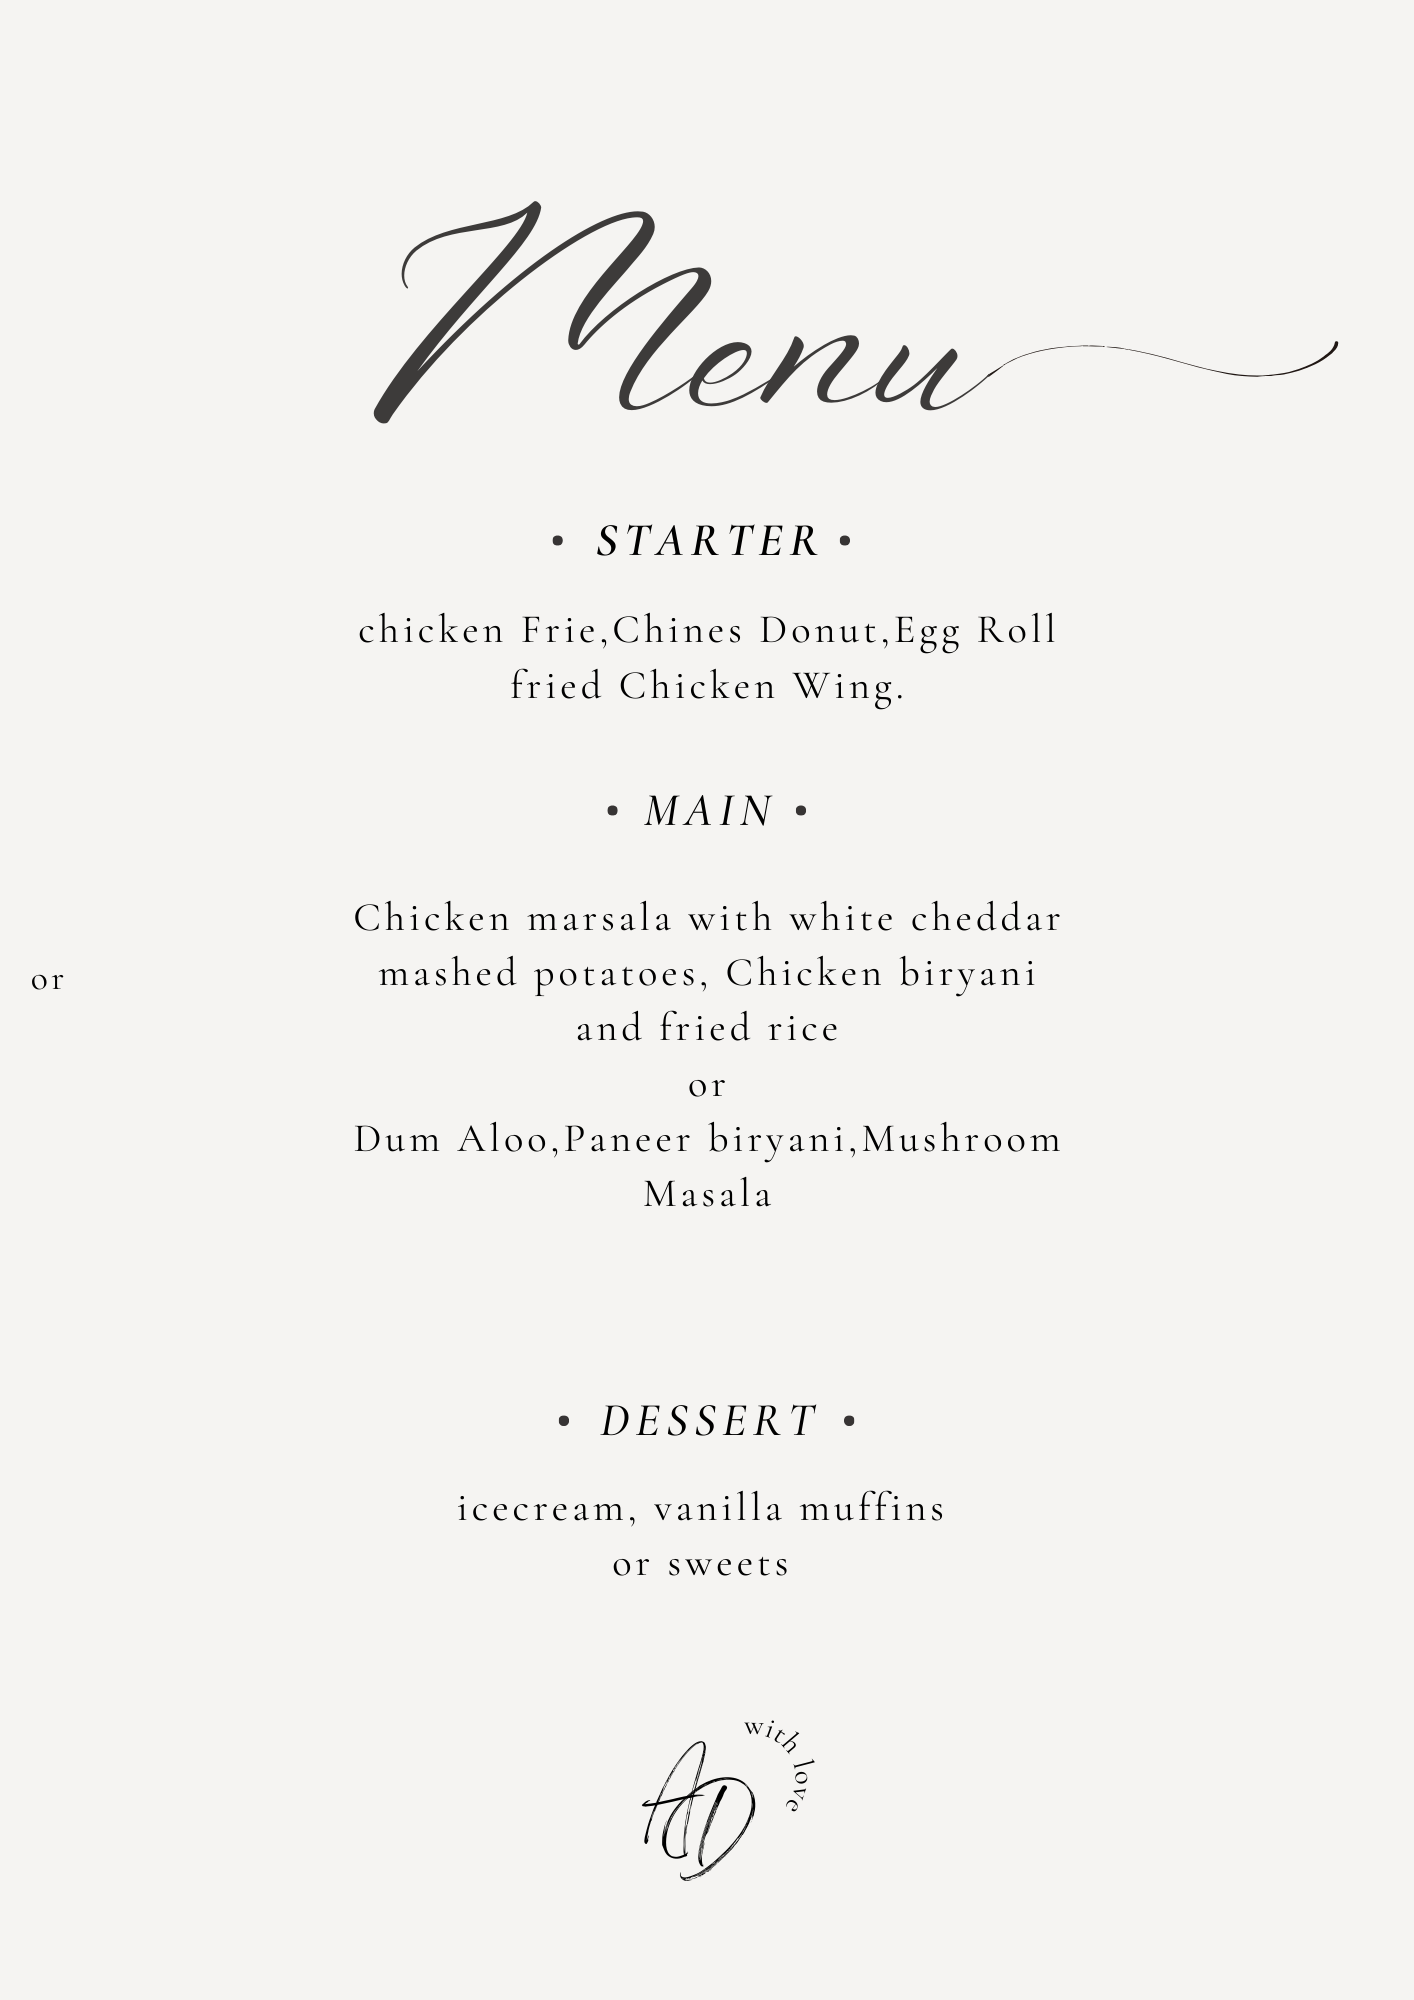 Menu
• STARTER •
chicken Frie,Chines Donut,Egg Roll
fried Chicken Wing.
• MAIN •
Chicken marsala with white cheddar
or
mashed potatoes, Chicken biryani
and fried rice
or
Dum Aloo,Paneer biryani,Mushroom
Masala
• DESSERT •
icecream, vanilla muffins
or sweets
with love
AD